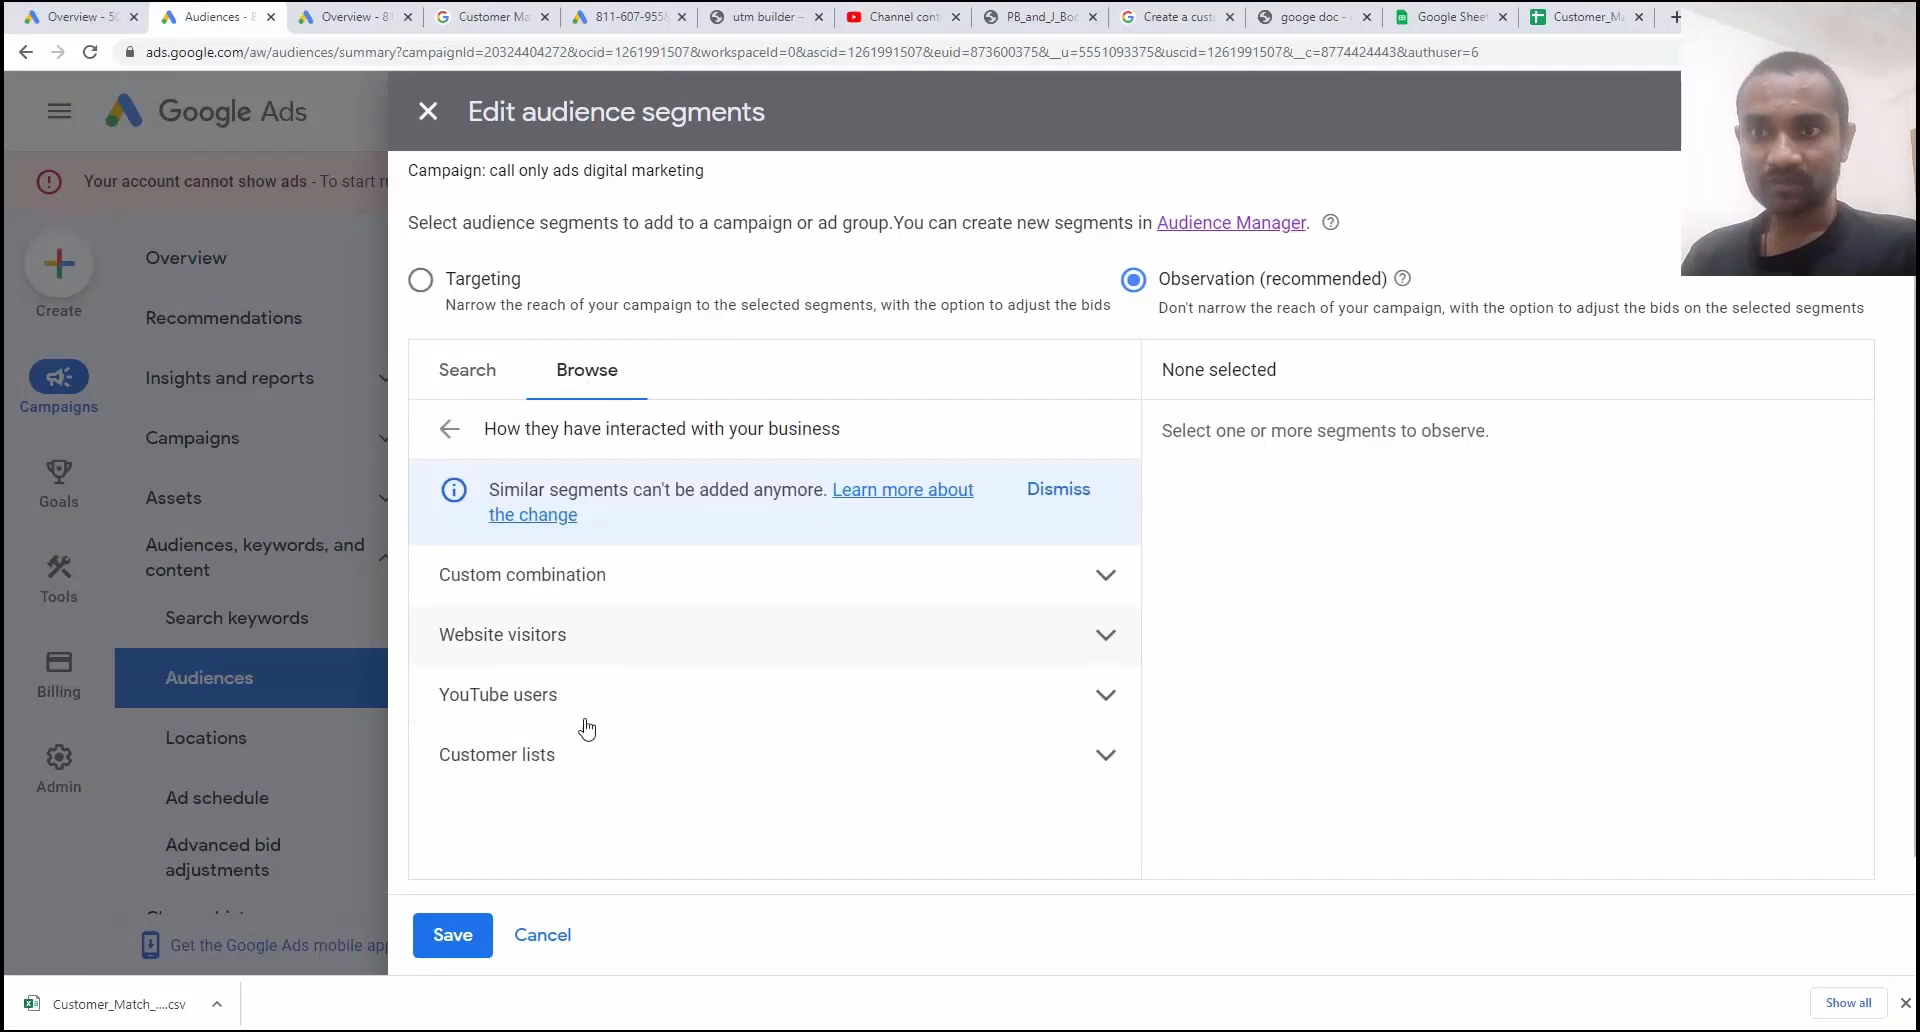 Overview - 50
Audiences - 8
Overview - 81
Customer Ma
811-607-9558
utm builder –
Channel cont
PB_and_J_Boo
Create a custo
googe doc -
Google Sheet
Customer_Ma
ads.google.com/aw/audiences/summary?campaignId=20324404272&ocid=1261991507&workspaceId=0&ascid=1261991507&euid=873600375&__u=5551093375&uscid=1261991507&__c=8774424443&authuser=6
Google Ads
Edit audience segments
Your account cannot show ads - To start ru
Create
Campaigns
Goals
Tools
Billing
Admin
Overview
Recommendations
Insights and reports
Campaigns
Assets
Audiences, keywords, and
content
Search keywords
Audiences
Locations
Ad schedule
Advanced bid
adjustments
Get the Google Ads mobile app
Campaign: call only ads digital marketing
Select audience segments to add to a campaign or ad group.You can create new segments in Audience Manager.
Targeting
Narrow the reach of your campaign to the selected segments, with the option to adjust the bids
Observation (recommended)
Don't narrow the reach of your campaign, with the option to adjust the bids on the selected segments
Search
Browse
None selected
How they have interacted with your business
Select one or more segments to observe.
Similar segments can't be added anymore. Learn more about
the change
Dismiss
Custom combination
Website visitors
YouTube users
Customer lists
Save
Cancel
Customer_Match_....csv
Show all